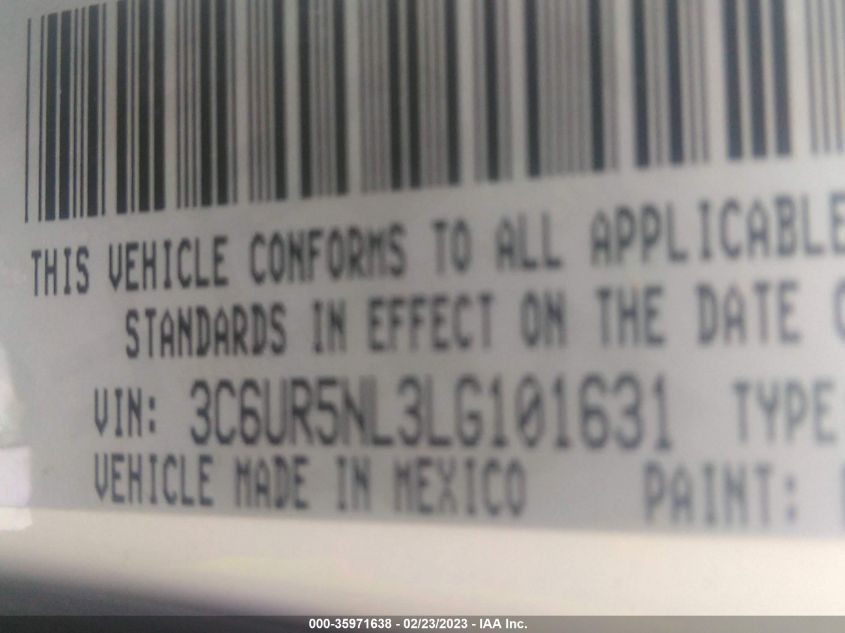 THIS VEHICLE CONFORMS TO ALL APPLICABLE
STANDARDS IN EFFECT ON THE DATE
VIN: 3C6UR5NL3LG101631 TYPE
VEHICLE MADE IN MEXICO PAINT:
000-35971638 - 02/23/2023 - IAA Inc.